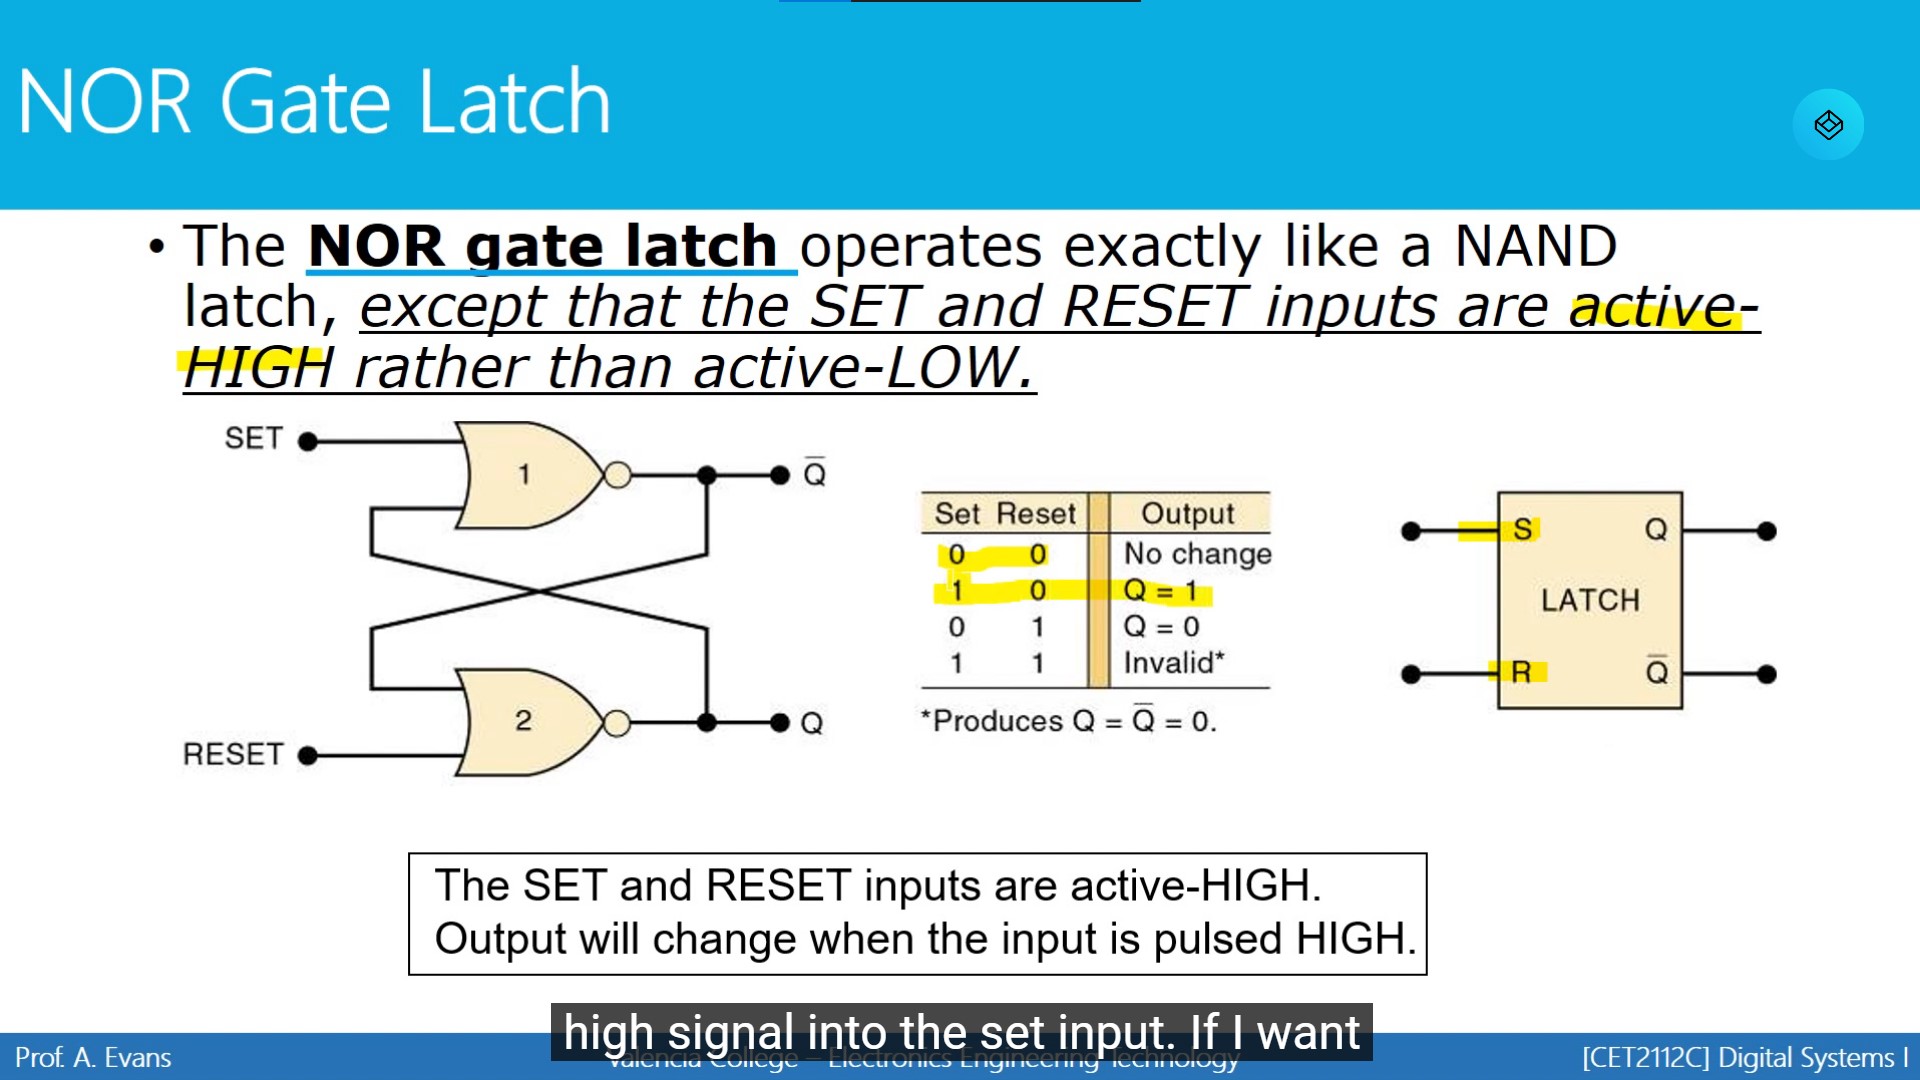 NOR Gate Latch
• The NOR gate latch operates exactly like a NAND
latch, except that the SET and RESET inputs are active-
HIGH rather than active-LOW.
SET
1
Q̅
2
Q
RESET
Set Reset Output
0 0 No change
1 0 Q = 1
0 1 Q = 0
1 1 Invalid*
*Produces Q = Q̅ = 0.
S Q
LATCH
R Q̅
The SET and RESET inputs are active-HIGH.
Output will change when the input is pulsed HIGH.
high signal into the set input. If I want
Prof. A. Evans
Valencia College – Electronics Engineering Technology
[CET2112C] Digital Systems I